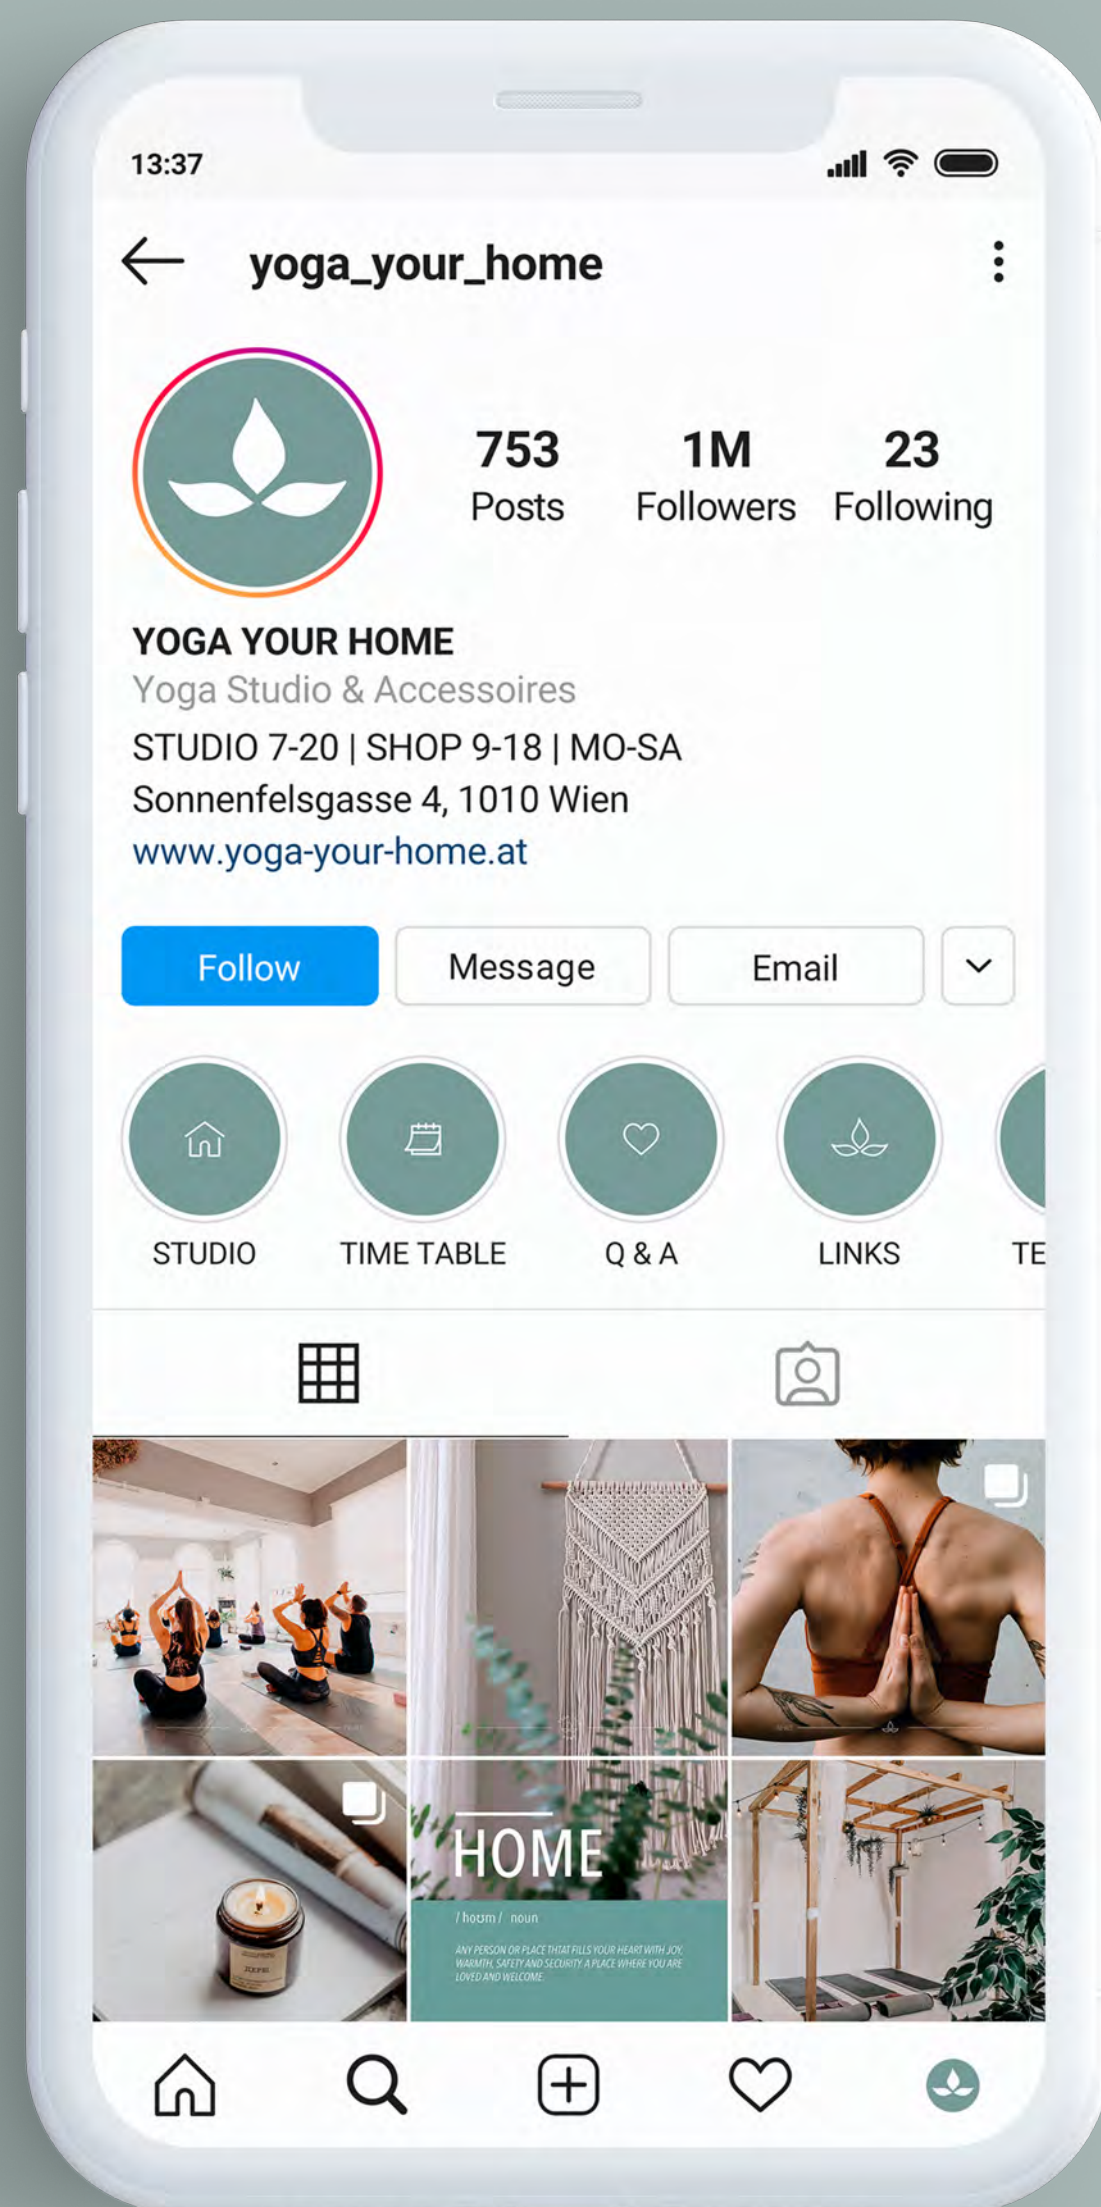 13:37
yoga_your_home
753 1M 23
Posts Followers Following
YOGA YOUR HOME
Yoga Studio & Accessoires
STUDIO 7-20 | SHOP 9-18 | MO-SA
Sonnenfelsgasse 4, 1010 Wien
www.yoga-your-home.at
Follow Message Email
STUDIO TIME TABLE Q & A LINKS TE
HOME
/ hoʊm / noun
ANY PERSON OR PLACE THTAT FILLS YOUR HEART WITH JOY,
WARMTH, SAFETY AND SECURITY. A PLACE WHERE YOU ARE
LOVED AND WELCOME.